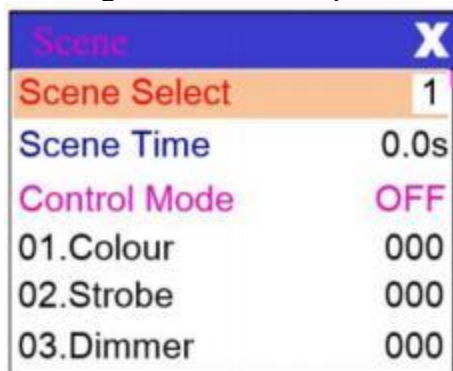 Scene X
Scene Select 1
Scene Time 0.0s
Control Mode OFF
01.Colour 000
02.Strobe 000
03.Dimmer 000